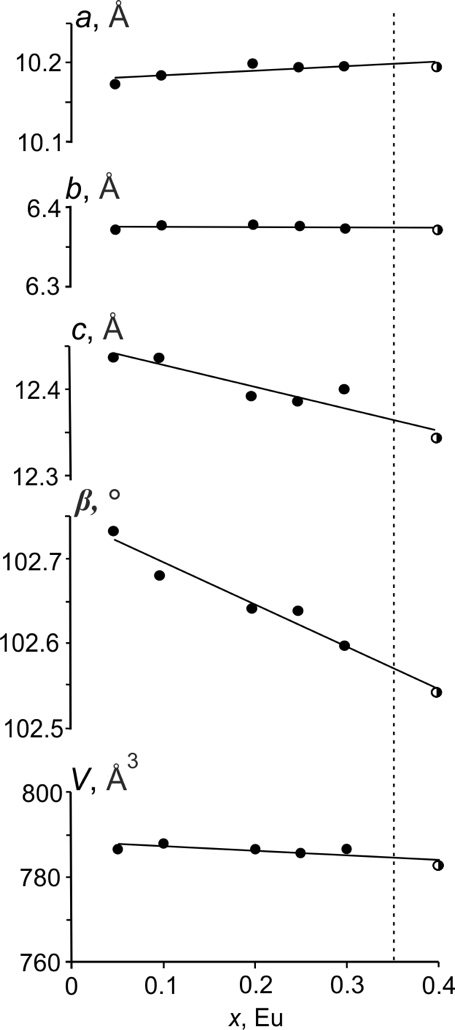 a, Å
10.2
10.1
b, Å
6.4
6.3
c, Å
12.4
12.3
β, °
102.7
102.6
102.5
V, Å³
800
780
760
0 0.1 0.2 0.3 0.4
x, Eu